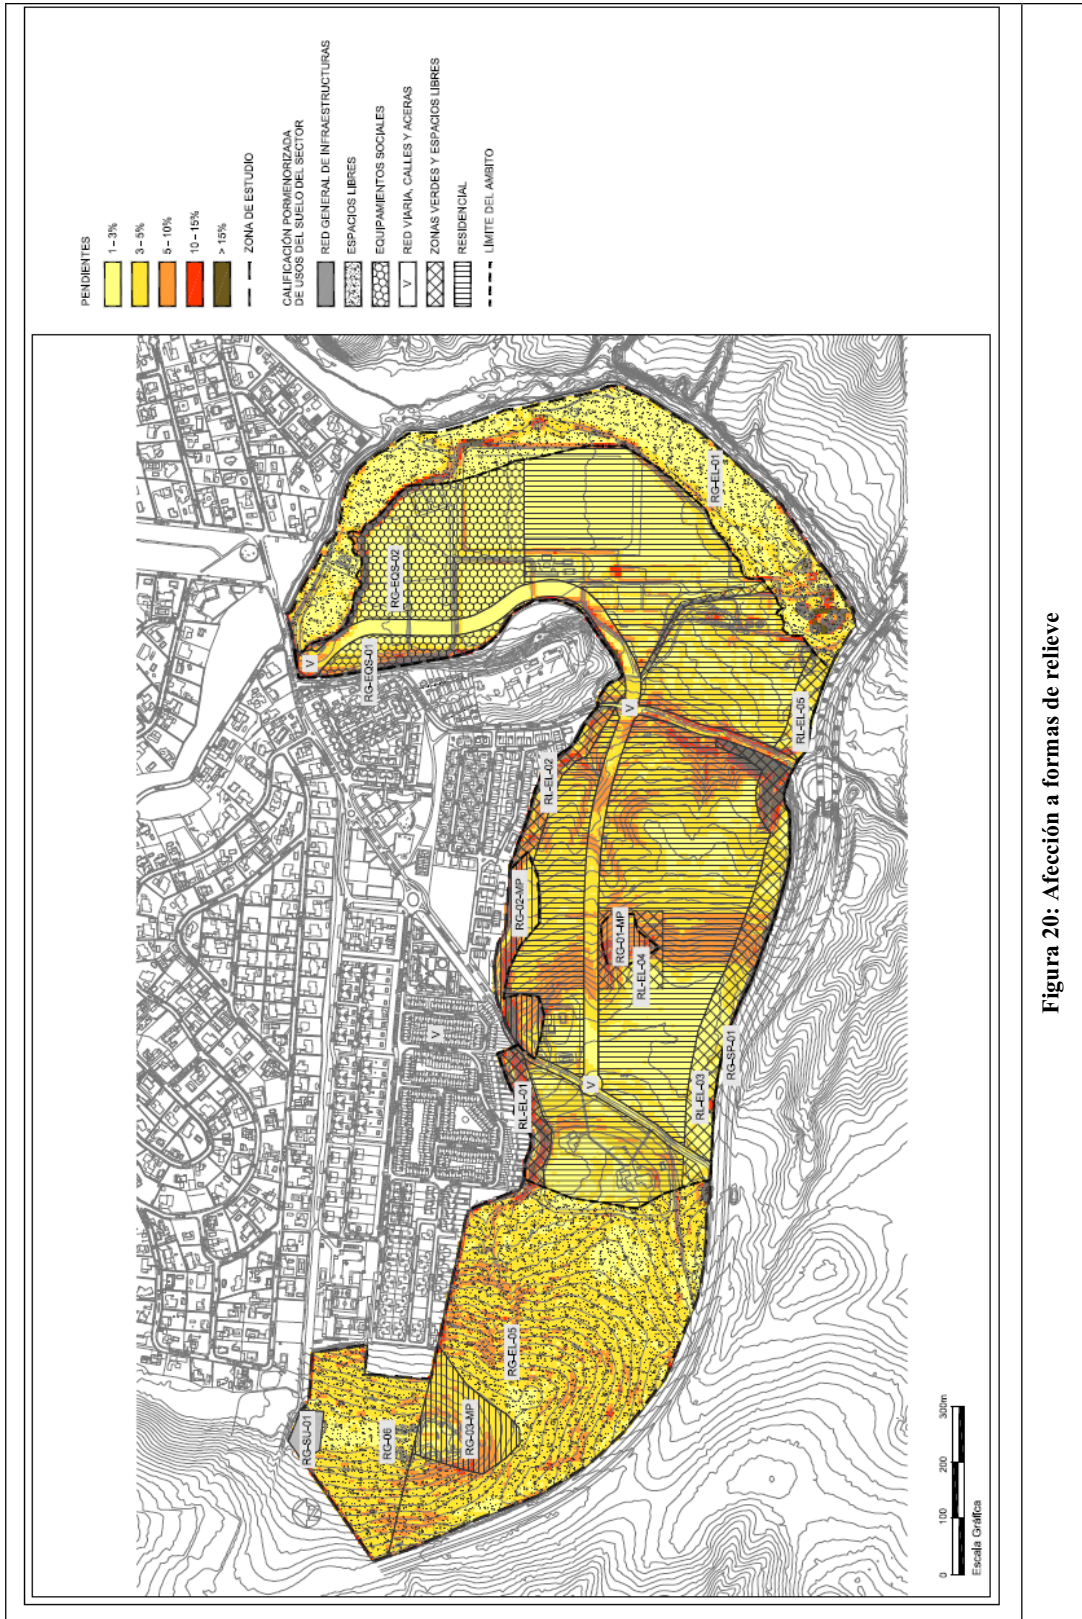 PENDIENTES
1 – 3%
3 – 5%
5 – 10%
10 – 15%
> 15%
ZONA DE ESTUDIO
CALIFICACIÓN PORMENORIZADA
DE USOS DEL SUELO DEL SECTOR
RED GENERAL DE INFRAESTRUCTURAS
ESPACIOS LIBRES
EQUIPAMIENTOS SOCIALES
V
RED VIARIA, CALLES Y ACERAS
ZONAS VERDES Y ESPACIOS LIBRES
RESIDENCIAL
LÍMITE DEL AMBITO
RG-SU-01
RG-06
RG-03-MP
RG-EL-05
RL-EL-01
V
V
RG-02-MP
RL-EL-02
RG-01-MP
RL-EL-04
RL-EL-03
RG-SP-01
V
RL-EL-05
V
RG-EQS-01
RG-EQS-02
RG-EL-01
0
100
200
300m
Escala Gráfica
Figura 20: Afección a formas de relieve